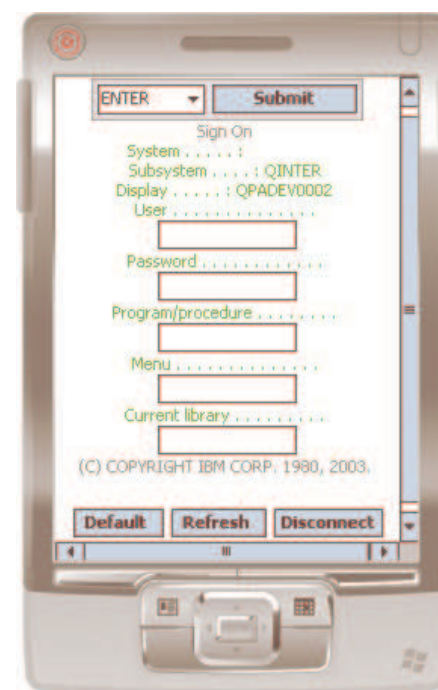 ENTER Submit
Sign On
System . . . . . :
Subsystem . . . . : QINTER
Display . . . . . : QPADEV0002
User . . . . . . . . . . . . . .
Password . . . . . . . . . . . .
Program/procedure . . . . . . . .
Menu . . . . . . . . . . . . . .
Current library . . . . . . . . .
(C) COPYRIGHT IBM CORP. 1980, 2003.
Default Refresh Disconnect